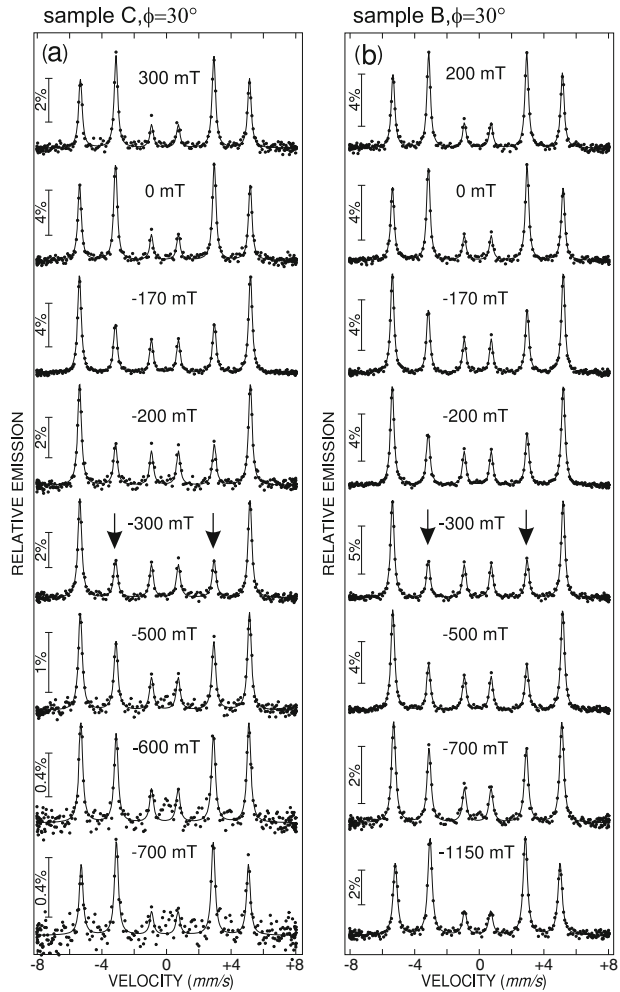 sample C,ϕ=30°
sample B,ϕ=30°
(a)
300 mT
2%
0 mT
4%
-170 mT
4%
-200 mT
2%
-300 mT
2%
-500 mT
1%
-600 mT
0.4%
-700 mT
0.4%
RELATIVE EMISSION
-8 -4 0 +4 +8
VELOCITY (mm/s)
(b)
200 mT
4%
0 mT
4%
-170 mT
4%
-200 mT
4%
-300 mT
5%
-500 mT
4%
-700 mT
2%
-1150 mT
2%
RELATIVE EMISSION
-8 -4 0 +4 +8
VELOCITY (mm/s)